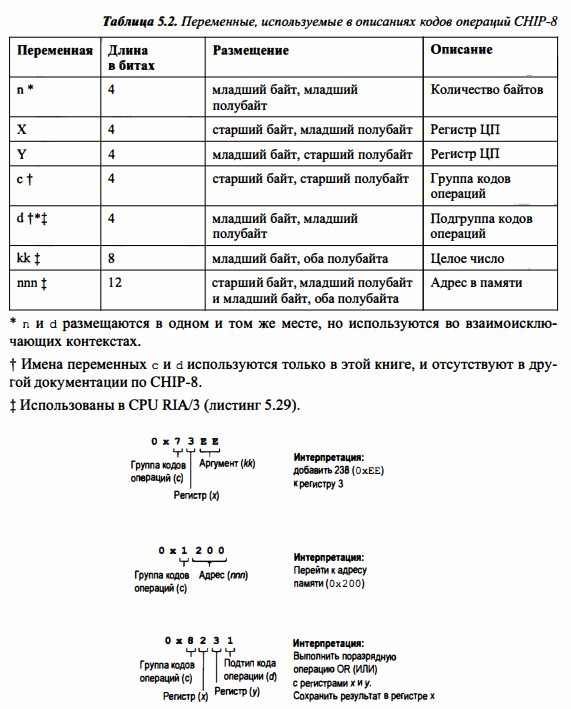 Таблица 5.2. Переменные, используемые в описаниях кодов операций CHIP-8
Переменная Длина в битах Размещение Описание
n * 4 младший байт, младший полубайт Количество байтов
X 4 старший байт, младший полубайт Регистр ЦП
Y 4 младший байт, старший полубайт Регистр ЦП
c † 4 старший байт, старший полубайт Группа кодов операций
d †*‡ 4 младший байт, младший полубайт Подгруппа кодов операций
kk ‡ 8 младший байт, оба полубайта Целое число
nnn ‡ 12 старший байт, младший полубайт и младший байт, оба полубайта Адрес в памяти
* n и d размещаются в одном и том же месте, но используются во взаимоисклю-
чающих контекстах.
† Имена переменных c и d используются только в этой книге, и отсутствуют в дру-
гой документации по CHIP-8.
‡ Использованы в CPU RIA/3 (листинг 5.29).
0 x 7 3 E E
Группа кодов
операций (c)
Аргумент (kk)
Регистр (x)
Интерпретация:
добавить 238 (0xEE)
к регистру 3
0 x 1 2 0 0
Группа кодов
операций (c)
Адрес (nnn)
Интерпретация:
Перейти к адресу
памяти (0x200)
0 x 8 2 3 1
Группа кодов
операций (c)
Подтип кода
операции (d)
Регистр (x)
Регистр (y)
Интерпретация:
Выполнить поразрядную
операцию OR (ИЛИ)
с регистрами x и y.
Сохранить результат в регистре x